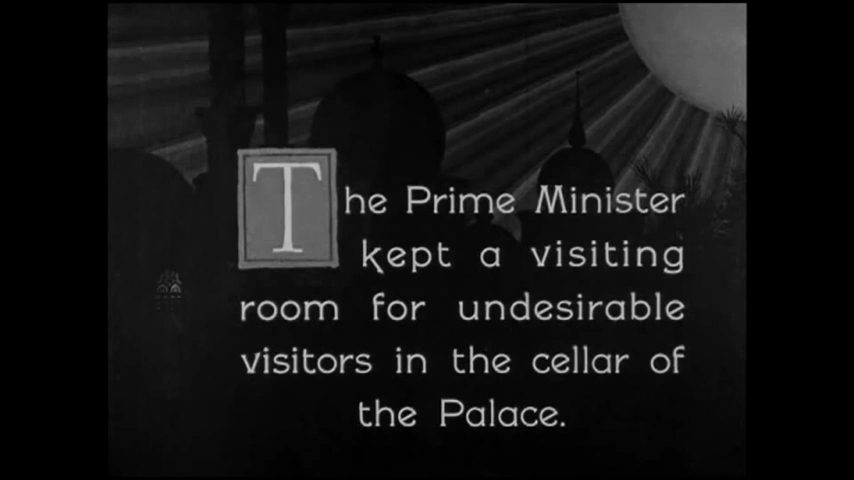 The Prime Minister
kept a visiting
room for undesirable
visitors in the cellar of
the Palace.